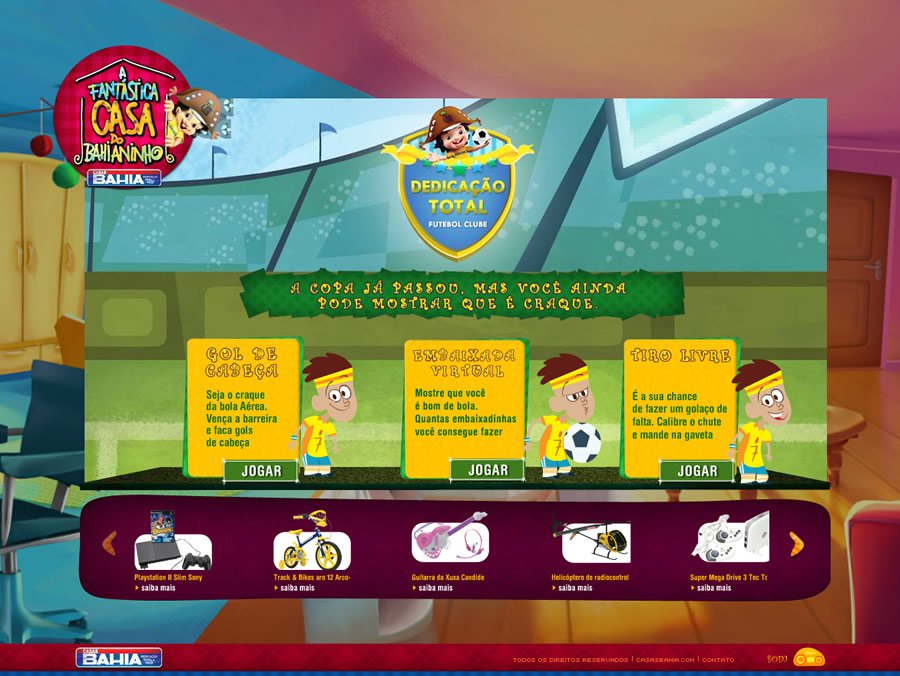 A
FANTÁSTICA
CASA
DO
BAHIANINHO
CASAS
BAHIA
DEDICAÇÃO
TOTAL
FUTEBOL CLUBE
A COPA JÁ PASSOU, MAS VOCÊ AINDA
PODE MOSTRAR QUE É CRAQUE.
GOL DE
CABEÇA
Seja o craque
da bola Aérea.
Vença a barreira
e faca gols
de cabeça
JOGAR
EMBAIXADA
VIRTUAL
Mostre que você
é bom de bola.
Quantas embaixadinhas
você consegue fazer
JOGAR
TIRO LIVRE
É a sua chance
de fazer um golaço de
falta. Calibre o chute
e mande na gaveta
JOGAR
7
7
7
Playstation II Slim Sony
saiba mais
Track & Bikes aro 12 Arco-
saiba mais
Guitarra da Xuxa Candide
saiba mais
Helicóptero de radiocontrol
saiba mais
Super Mega Drive 3 Tec To
saiba mais
CASAS
BAHIA
TODOS OS DIREITOS RESERVADOS | CASASBAHIA.COM | CONTATO
som